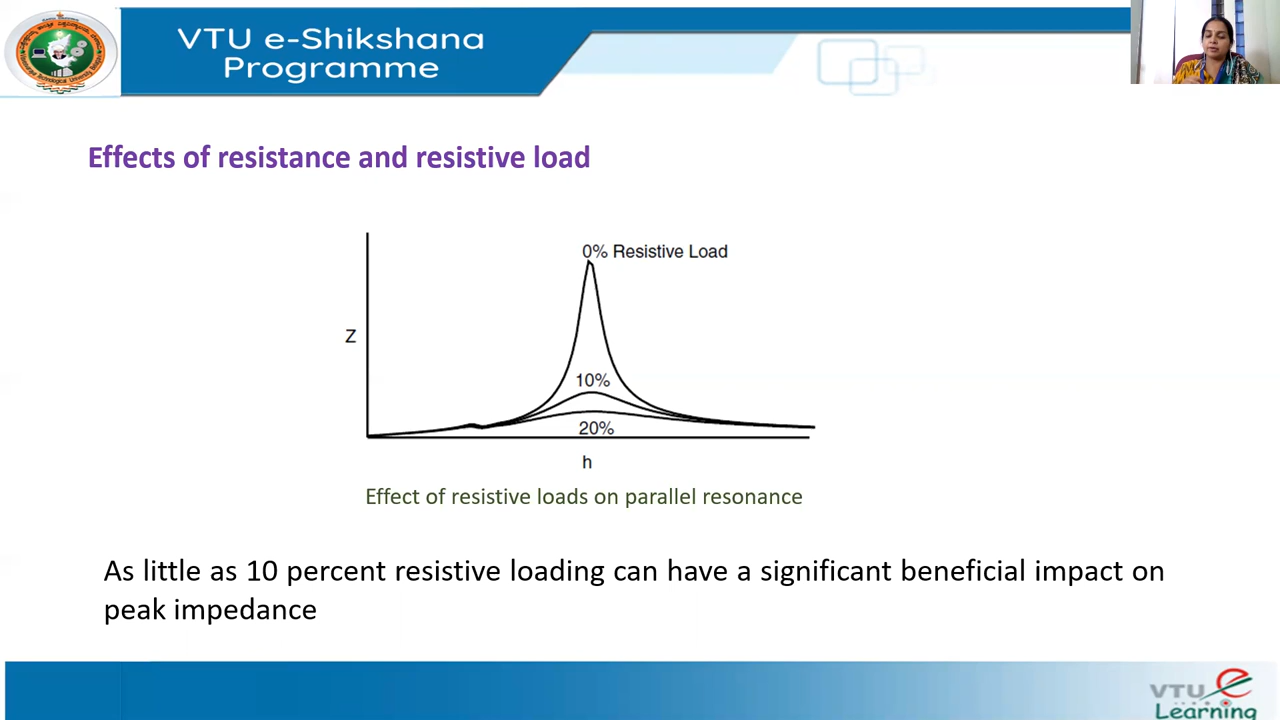 VTU e-Shikshana
Programme
Effects of resistance and resistive load
0% Resistive Load
Z
10%
20%
h
Effect of resistive loads on parallel resonance
As little as 10 percent resistive loading can have a significant beneficial impact on
peak impedance
VTU e
Learning